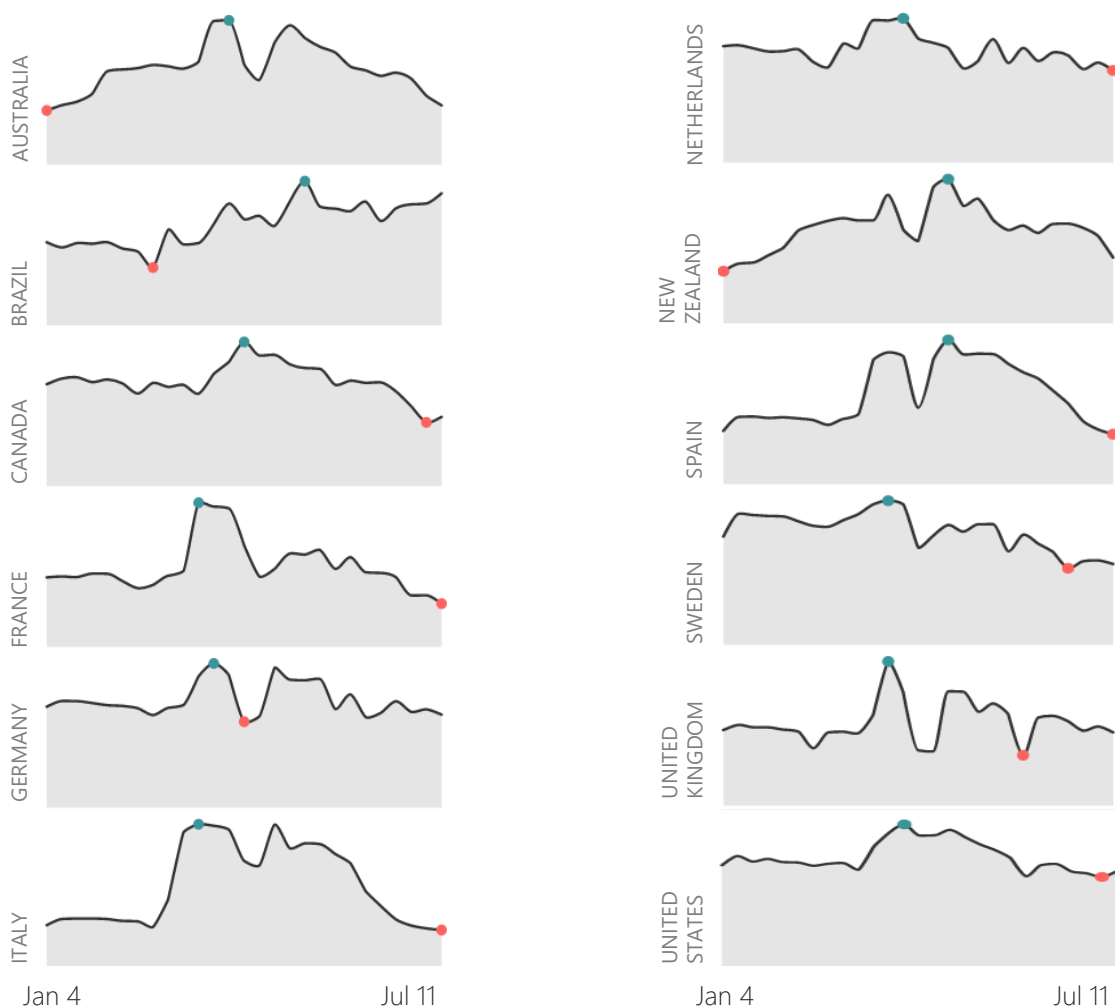 AUSTRALIA
BRAZIL
CANADA
FRANCE
GERMANY
ITALY
Jan 4
Jul 11
NETHERLANDS
NEW
ZEALAND
SPAIN
SWEDEN
UNITED
KINGDOM
UNITED
STATES
Jan 4
Jul 11